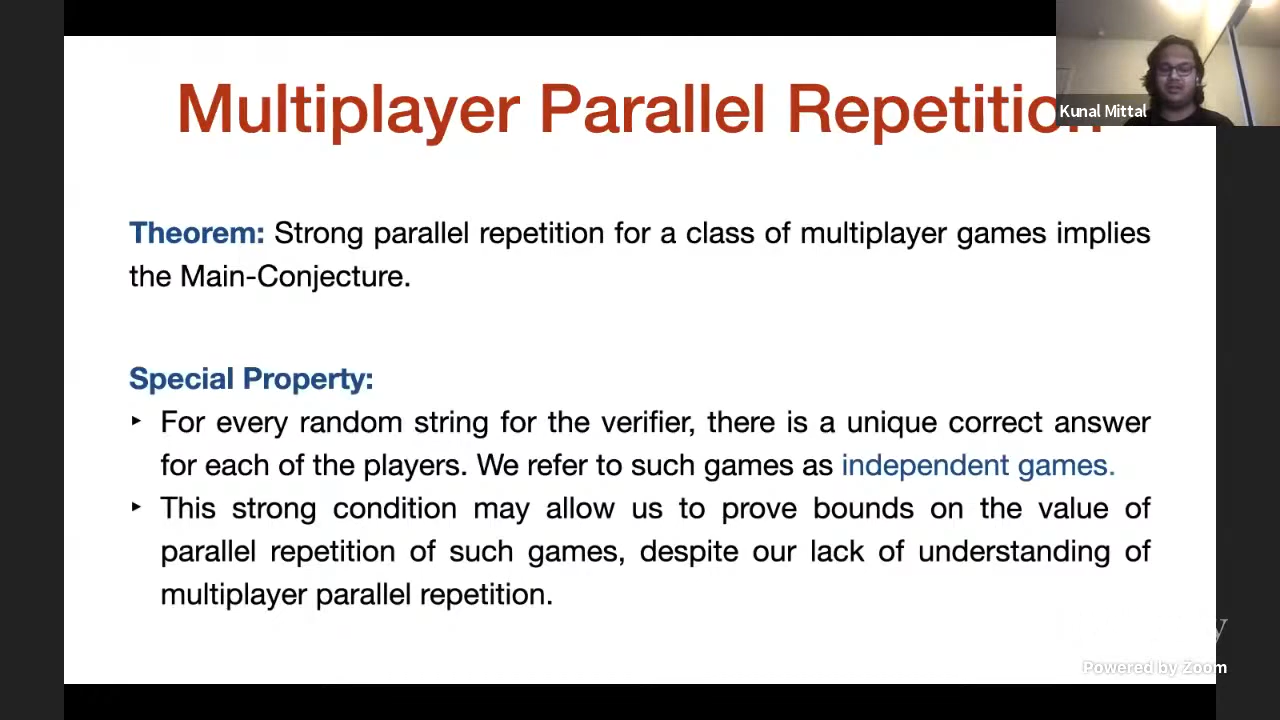 Multiplayer Parallel Repetition
Kunal Mittal
Theorem: Strong parallel repetition for a class of multiplayer games implies
the Main-Conjecture.
Special Property:
‣ For every random string for the verifier, there is a unique correct answer
for each of the players. We refer to such games as independent games.
‣ This strong condition may allow us to prove bounds on the value of
parallel repetition of such games, despite our lack of understanding of
multiplayer parallel repetition.
Powered by Zoom